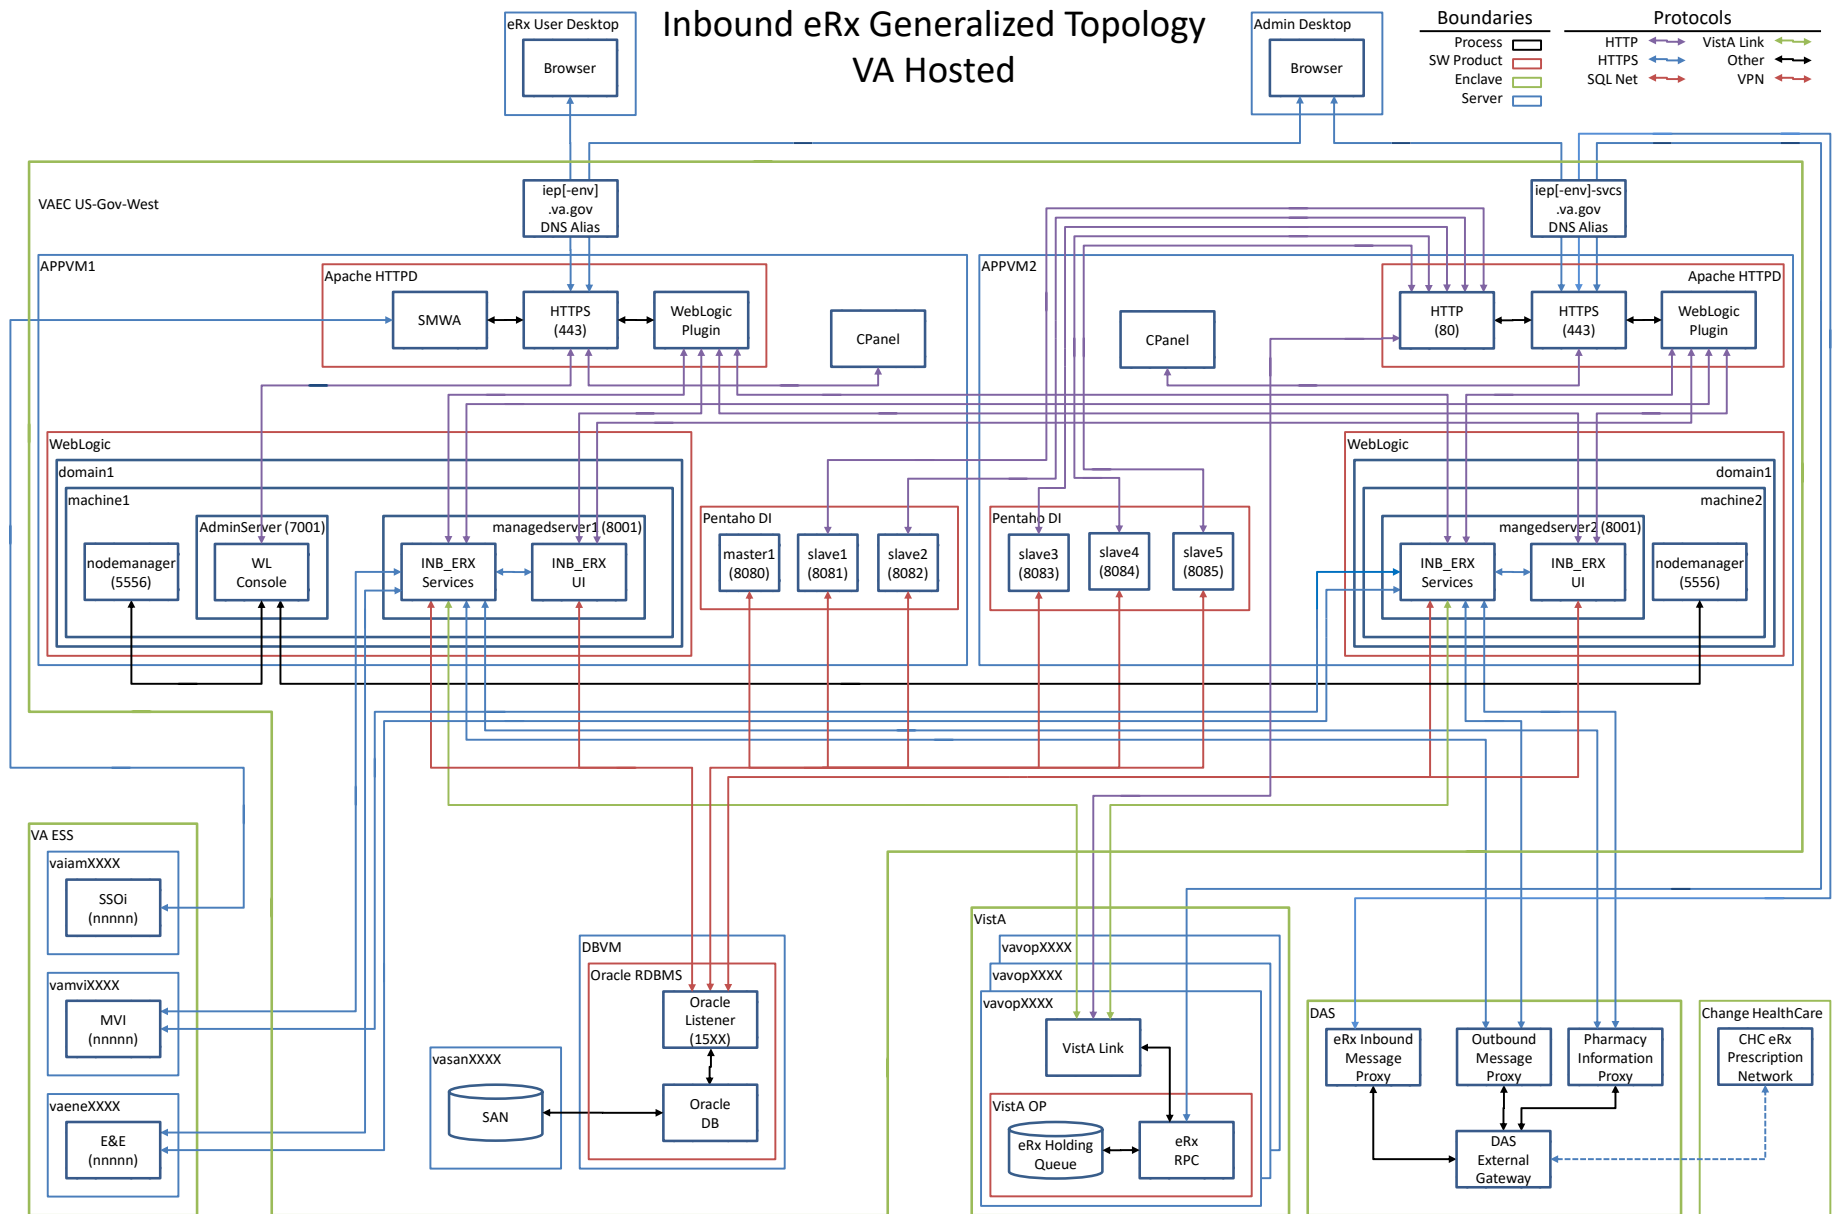 Inbound eRx Generalized Topology
VA Hosted
Boundaries
Process
SW Product
Enclave
Server
Protocols
HTTP
HTTPS
SQL Net
VistA Link
Other
VPN
eRx User Desktop
Browser
Admin Desktop
Browser
VAEC US-Gov-West
iep[-env]
.va.gov
DNS Alias
iep[-env]-svcs
.va.gov
DNS Alias
APPVM1
Apache HTTPD
SMWA
HTTPS
(443)
WebLogic
Plugin
CPanel
APPVM2
Apache HTTPD
CPanel
HTTP
(80)
HTTPS
(443)
WebLogic
Plugin
WebLogic
domain1
machine1
nodemanager
(5556)
AdminServer (7001)
WL
Console
managedserver1 (8001)
INB_ERX
Services
INB_ERX
UI
Pentaho DI
master1
(8080)
slave1
(8081)
slave2
(8082)
Pentaho DI
slave3
(8083)
slave4
(8084)
slave5
(8085)
WebLogic
domain1
machine2
mangedserver2 (8001)
INB_ERX
Services
INB_ERX
UI
nodemanager
(5556)
VA ESS
vaiamXXXX
SSOi
(nnnnn)
vamviXXXX
MVI
(nnnnn)
vaeneXXXX
E&E
(nnnnn)
vasanXXXX
SAN
DBVM
Oracle RDBMS
Oracle
Listener
(15XX)
Oracle
DB
VistA
vavopXXXX
vavopXXXX
vavopXXXX
VistA Link
VistA OP
eRx Holding
Queue
eRx
RPC
DAS
eRx Inbound
Message
Proxy
Outbound
Message
Proxy
Pharmacy
Information
Proxy
DAS
External
Gateway
Change HealthCare
CHC eRx
Prescription
Network